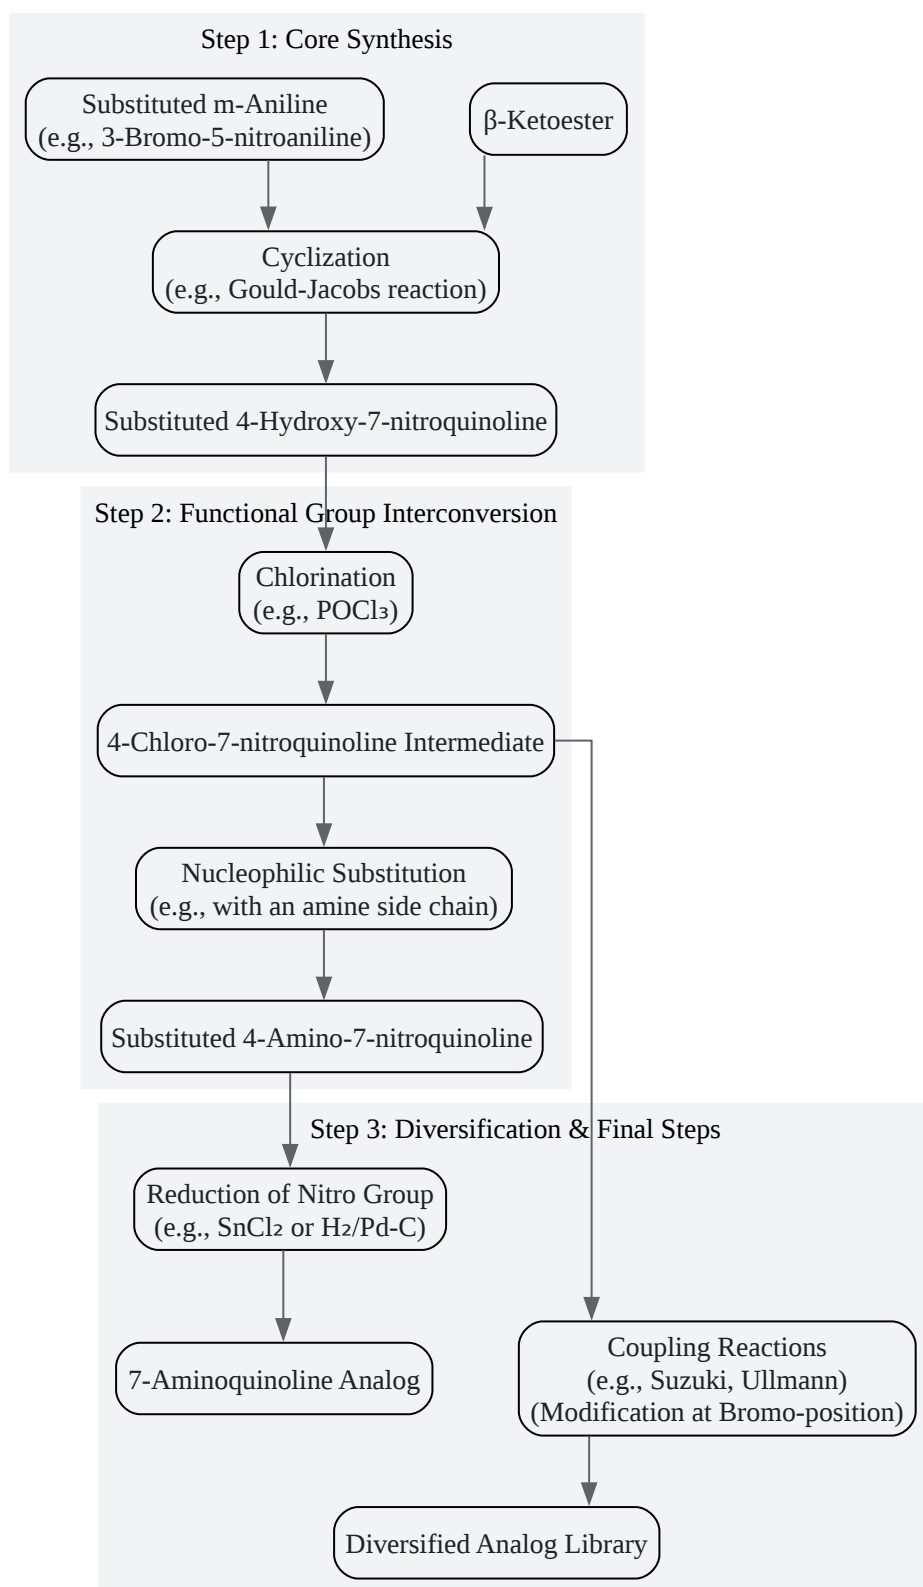 Step 1: Core Synthesis
Substituted m-Aniline
(e.g., 3-Bromo-5-nitroaniline)
β-Ketoester
Cyclization
(e.g., Gould-Jacobs reaction)
Substituted 4-Hydroxy-7-nitroquinoline
Step 2: Functional Group Interconversion
Chlorination
(e.g., POCl₃)
4-Chloro-7-nitroquinoline Intermediate
Nucleophilic Substitution
(e.g., with an amine side chain)
Substituted 4-Amino-7-nitroquinoline
Step 3: Diversification & Final Steps
Reduction of Nitro Group
(e.g., SnCl₂ or H₂/Pd-C)
7-Aminoquinoline Analog
Coupling Reactions
(e.g., Suzuki, Ullmann)
(Modification at Bromo-position)
Diversified Analog Library